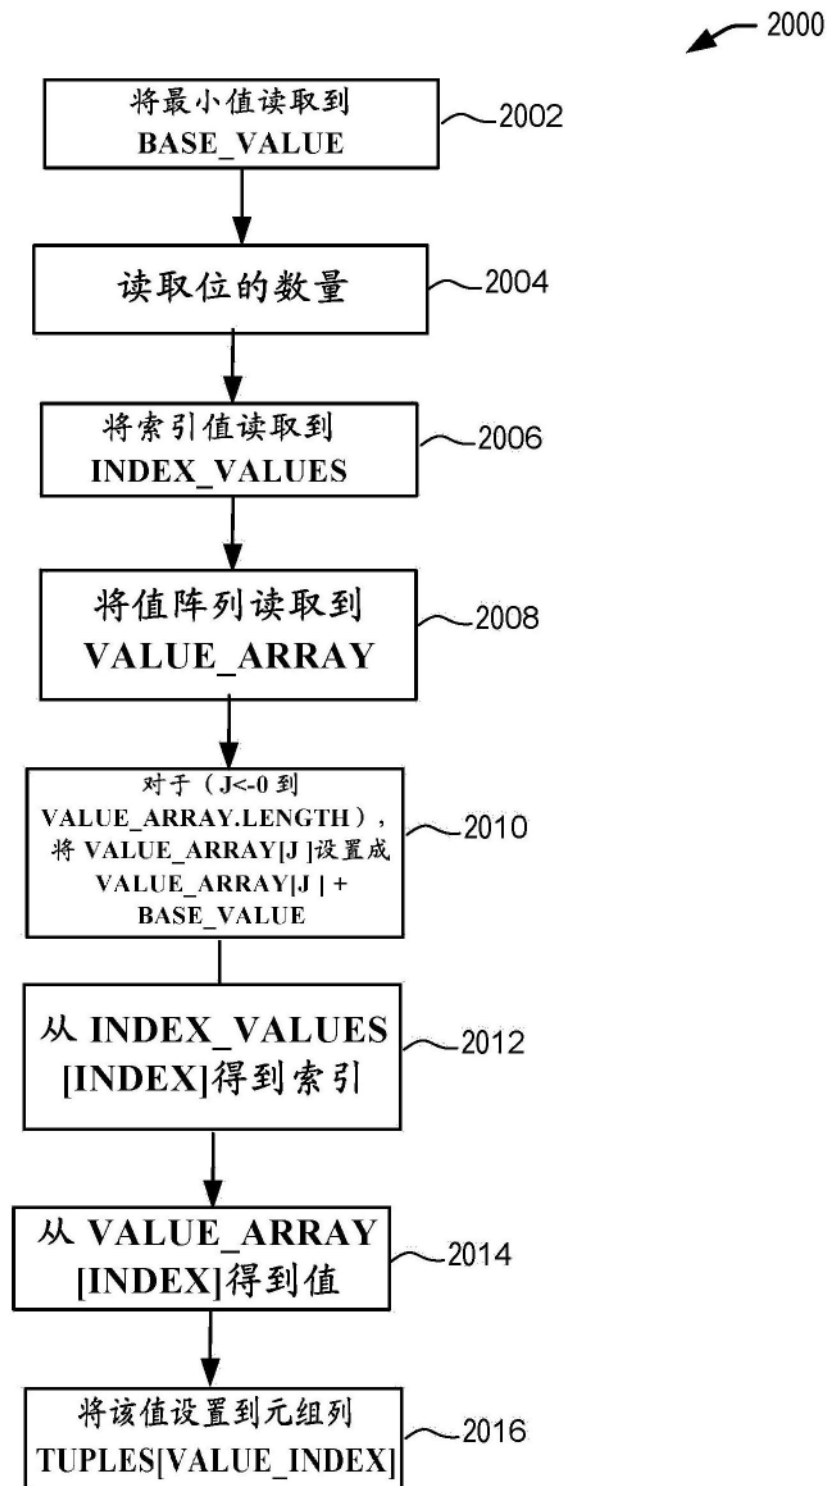 2000
将最小值读取到
BASE_VALUE
2002
读取位的数量
2004
将索引值读取到
INDEX_VALUES
2006
将值阵列读取到
VALUE_ARRAY
2008
对于（J<-0 到
VALUE_ARRAY.LENGTH），
将 VALUE_ARRAY[J ]设置成
VALUE_ARRAY[J ] +
BASE_VALUE
2010
从 INDEX_VALUES
[INDEX]得到索引
2012
从 VALUE_ARRAY
[INDEX]得到值
2014
将该值设置到元组列
TUPLES[VALUE_INDEX]
2016